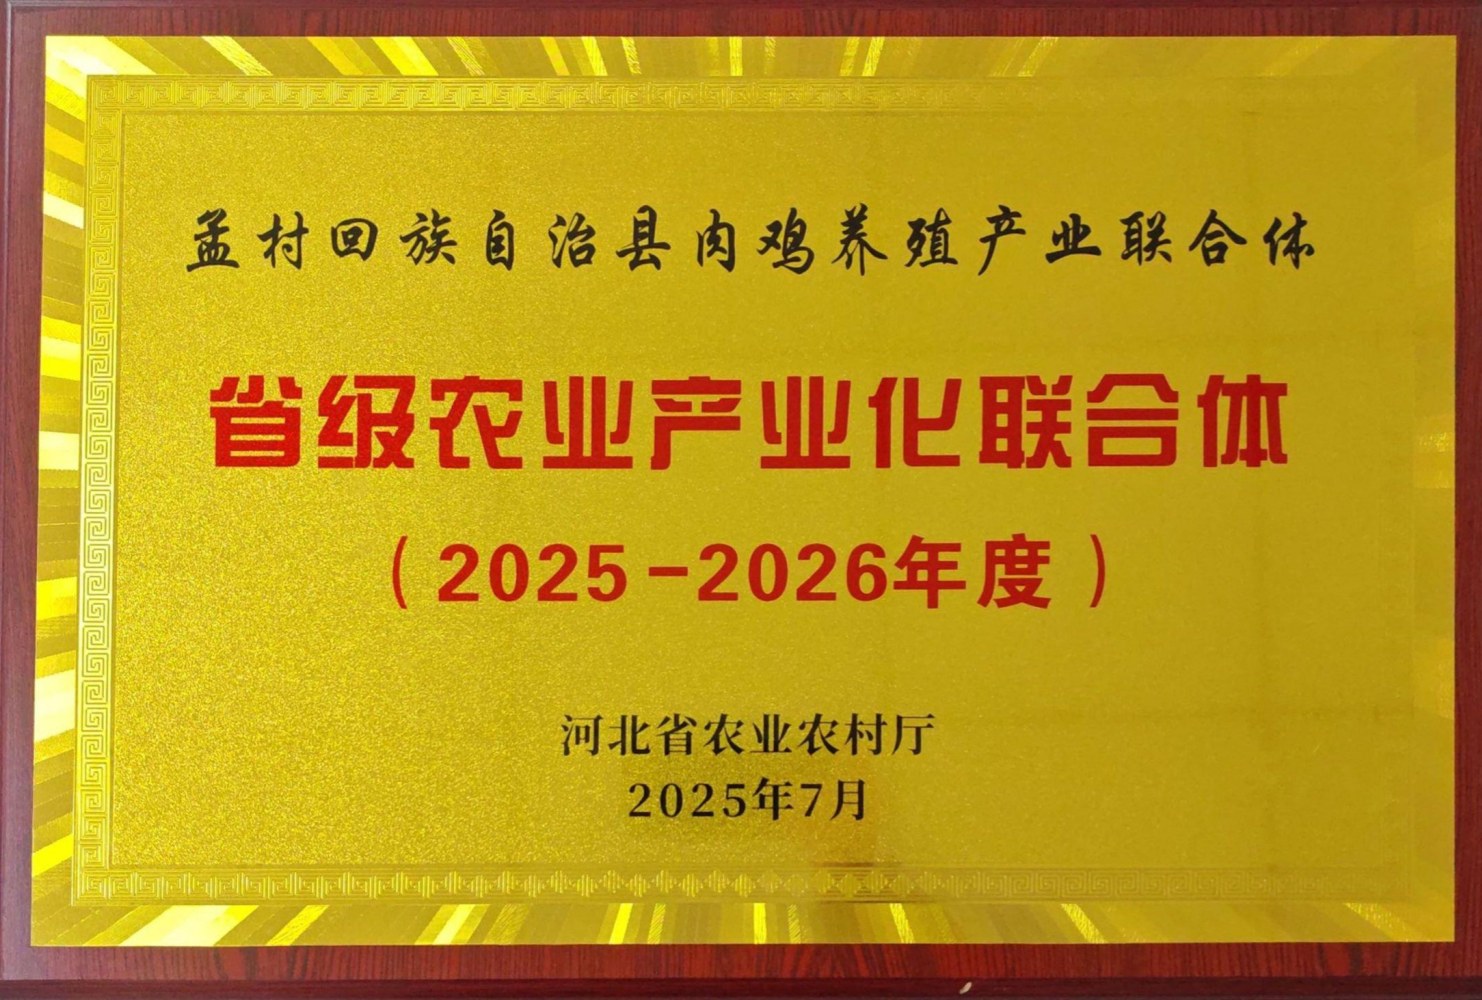 孟村回族自治县肉鸡养殖产业联合体
省级农业产业化联合体
（2025-2026年度）
河北省农业农村厅
2025年7月